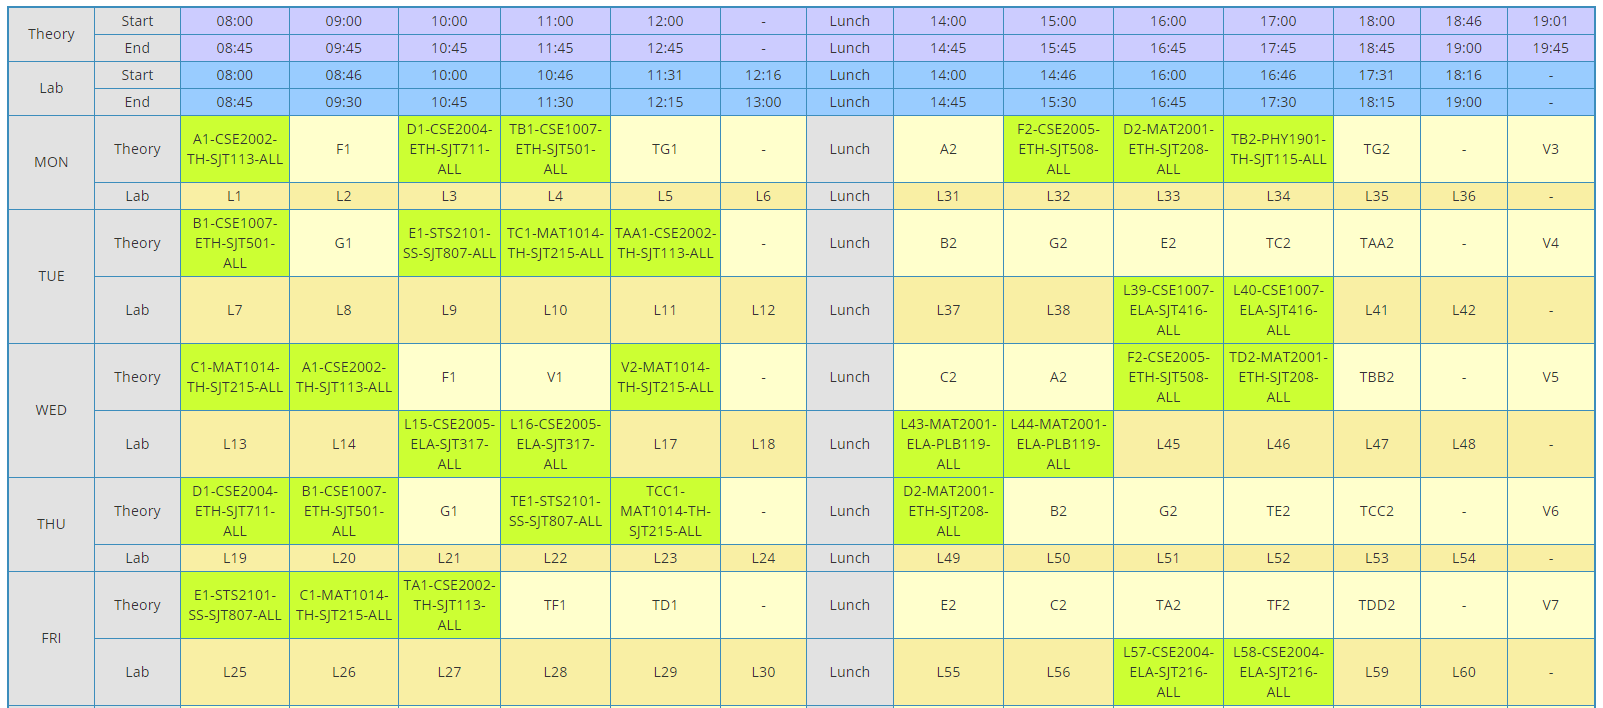 Theory Start 08:00 09:00 10:00 11:00 12:00 - Lunch 14:00 15:00 16:00 17:00 18:00 18:46 19:01
End 08:45 09:45 10:45 11:45 12:45 - Lunch 14:45 15:45 16:45 17:45 18:45 19:00 19:45
Lab Start 08:00 08:46 10:00 10:46 11:31 12:16 Lunch 14:00 14:46 16:00 16:46 17:31 18:16 -
End 08:45 09:30 10:45 11:30 12:15 13:00 Lunch 14:45 15:30 16:45 17:30 18:15 19:00 -
MON Theory A1-CSE2002-TH-SJT113-ALL F1 D1-CSE2004-ETH-SJT711-ALL TB1-CSE1007-ETH-SJT501-ALL TG1 - Lunch A2 F2-CSE2005-ETH-SJT508-ALL D2-MAT2001-ETH-SJT208-ALL TB2-PHY1901-TH-SJT115-ALL TG2 - V3
Lab L1 L2 L3 L4 L5 L6 Lunch L31 L32 L33 L34 L35 L36 -
TUE Theory B1-CSE1007-ETH-SJT501-ALL G1 E1-STS2101-SS-SJT807-ALL TC1-MAT1014-TH-SJT215-ALL TAA1-CSE2002-TH-SJT113-ALL - Lunch B2 G2 E2 TC2 TAA2 - V4
Lab L7 L8 L9 L10 L11 L12 Lunch L37 L38 L39-CSE1007-ELA-SJT416-ALL L40-CSE1007-ELA-SJT416-ALL L41 L42 -
WED Theory C1-MAT1014-TH-SJT215-ALL A1-CSE2002-TH-SJT113-ALL F1 V1 V2-MAT1014-TH-SJT215-ALL - Lunch C2 A2 F2-CSE2005-ETH-SJT508-ALL TD2-MAT2001-ETH-SJT208-ALL TBB2 - V5
Lab L13 L14 L15-CSE2005-ELA-SJT317-ALL L16-CSE2005-ELA-SJT317-ALL L17 L18 Lunch L43-MAT2001-ELA-PLB119-ALL L44-MAT2001-ELA-PLB119-ALL L45 L46 L47 L48 -
THU Theory D1-CSE2004-ETH-SJT711-ALL B1-CSE1007-ETH-SJT501-ALL G1 TE1-STS2101-SS-SJT807-ALL TCC1-MAT1014-TH-SJT215-ALL - Lunch D2-MAT2001-ETH-SJT208-ALL B2 G2 TE2 TCC2 - V6
Lab L19 L20 L21 L22 L23 L24 Lunch L49 L50 L51 L52 L53 L54 -
FRI Theory E1-STS2101-SS-SJT807-ALL C1-MAT1014-TH-SJT215-ALL TA1-CSE2002-TH-SJT113-ALL TF1 TD1 - Lunch E2 C2 TA2 TF2 TDD2 - V7
Lab L25 L26 L27 L28 L29 L30 Lunch L55 L56 L57-CSE2004-ELA-SJT216-ALL L58-CSE2004-ELA-SJT216-ALL L59 L60 -